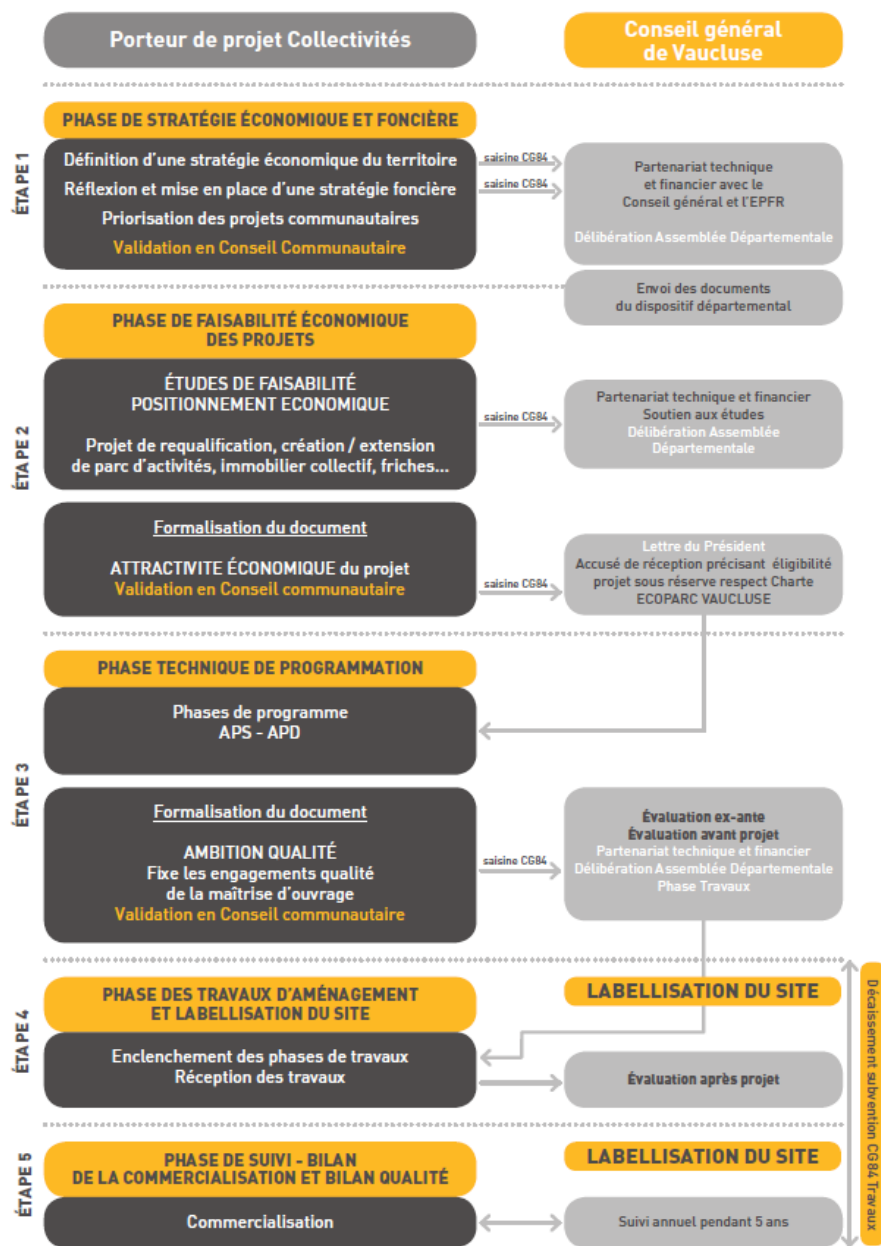 Porteur de projet Collectivités
Conseil général
de Vaucluse
ÉTAPE 1
PHASE DE STRATÉGIE ÉCONOMIQUE ET FONCIÈRE
Définition d'une stratégie économique du territoire
Réflexion et mise en place d'une stratégie foncière
Priorisation des projets communautaires
Validation en Conseil Communautaire
saisine CG84
saisine CG84
Partenariat technique
et financier avec le
Conseil général et l'EPFR
Délibération Assemblée Départementale
Envoi des documents
du dispositif départemental
ÉTAPE 2
PHASE DE FAISABILITÉ ÉCONOMIQUE
DES PROJETS
ÉTUDES DE FAISABILITÉ
POSITIONNEMENT ECONOMIQUE
Projet de requalification, création / extension
de parc d'activités, immobilier collectif, friches...
saisine CG84
Partenariat technique et financier
Soutien aux études
Délibération Assemblée
Départementale
Formalisation du document
ATTRACTIVITE ÉCONOMIQUE du projet
Validation en Conseil communautaire
saisine CG84
Lettre du Président
Accusé de réception précisant éligibilité
projet sous réserve respect Charte
ECOPARC VAUCLUSE
ÉTAPE 3
PHASE TECHNIQUE DE PROGRAMMATION
Phases de programme
APS - APD
Formalisation du document
AMBITION QUALITÉ
Fixe les engagements qualité
de la maîtrise d'ouvrage
Validation en Conseil communautaire
saisine CG84
Évaluation ex-ante
Évaluation avant projet
Partenariat technique et financier
Délibération Assemblée Départementale
Phase Travaux
ÉTAPE 4
PHASE DES TRAVAUX D'AMÉNAGEMENT
ET LABELLISATION DU SITE
LABELLISATION DU SITE
Enclenchement des phases de travaux
Réception des travaux
Évaluation après projet
ÉTAPE 5
PHASE DE SUIVI - BILAN
DE LA COMMERCIALISATION ET BILAN QUALITÉ
LABELLISATION DU SITE
Commercialisation
Suivi annuel pendant 5 ans
Décaissement subvention CG84 Travaux